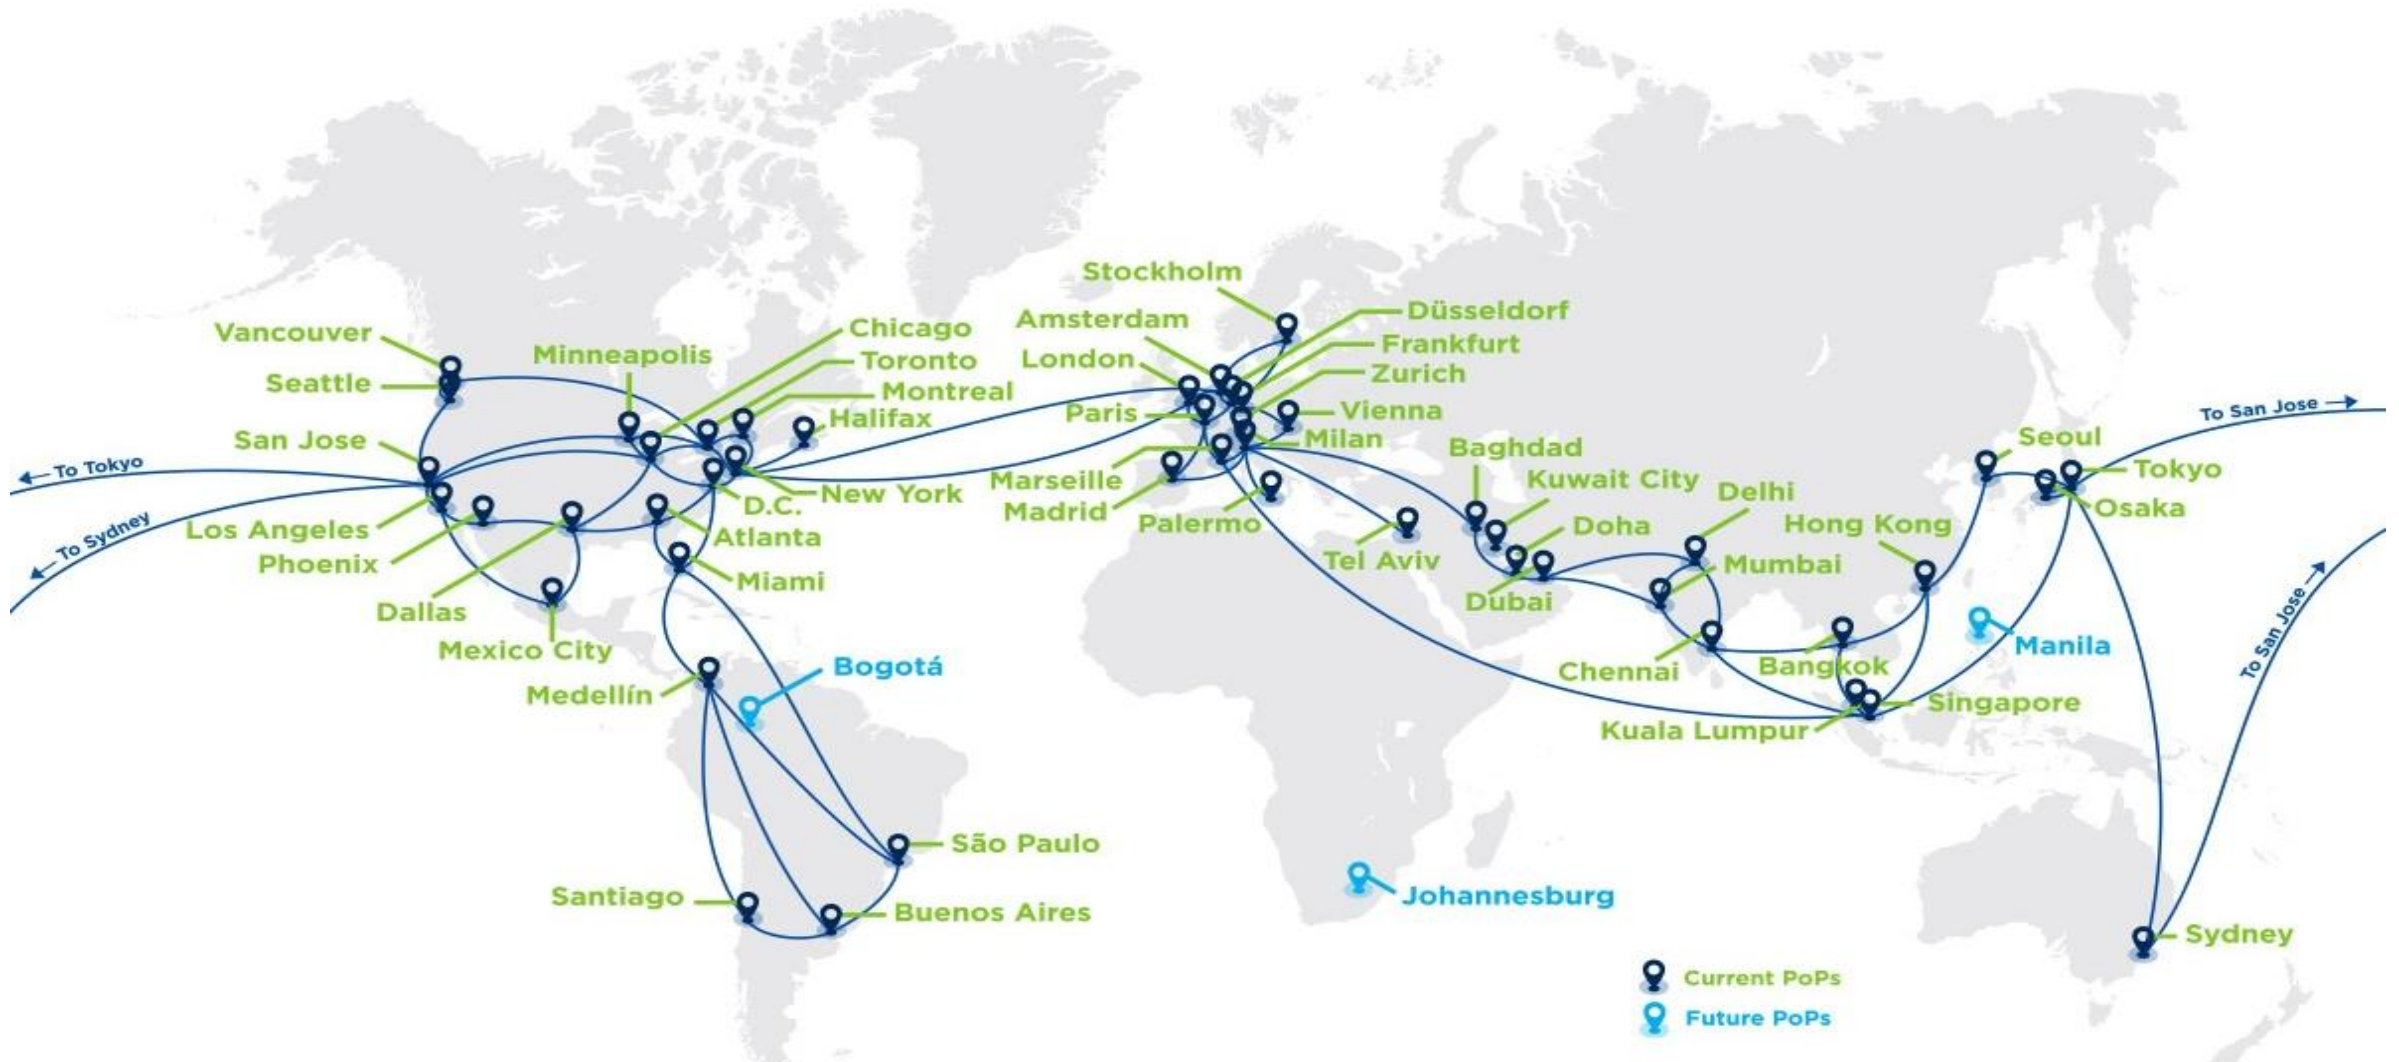 Stockholm
Düsseldorf
Amsterdam
Vancouver
Chicago
Frankfurt
Minneapolis
Toronto
London
Zurich
Seattle
Montreal
To San Jose
Paris
Vienna
Halifax
San Jose
Milan
Seoul
Baghdad
To Tokyo
Tokyo
Marseille
Kuwait City
New York
Delhi
D.C.
Madrid
Osaka
Palermo
Doha
Hong Kong
Los Angeles
To Sydney
Atlanta
Phoenix
Tel Aviv
Mumbai
Miami
Dubai
Dallas
To San Jose
Manila
Mexico City
Bogotá
Chennai
Bangkok
Medellín
Singapore
Kuala Lumpur
São Paulo
Santiago
Johannesburg
Buenos Aires
Sydney
Current PoPs
Future PoPs